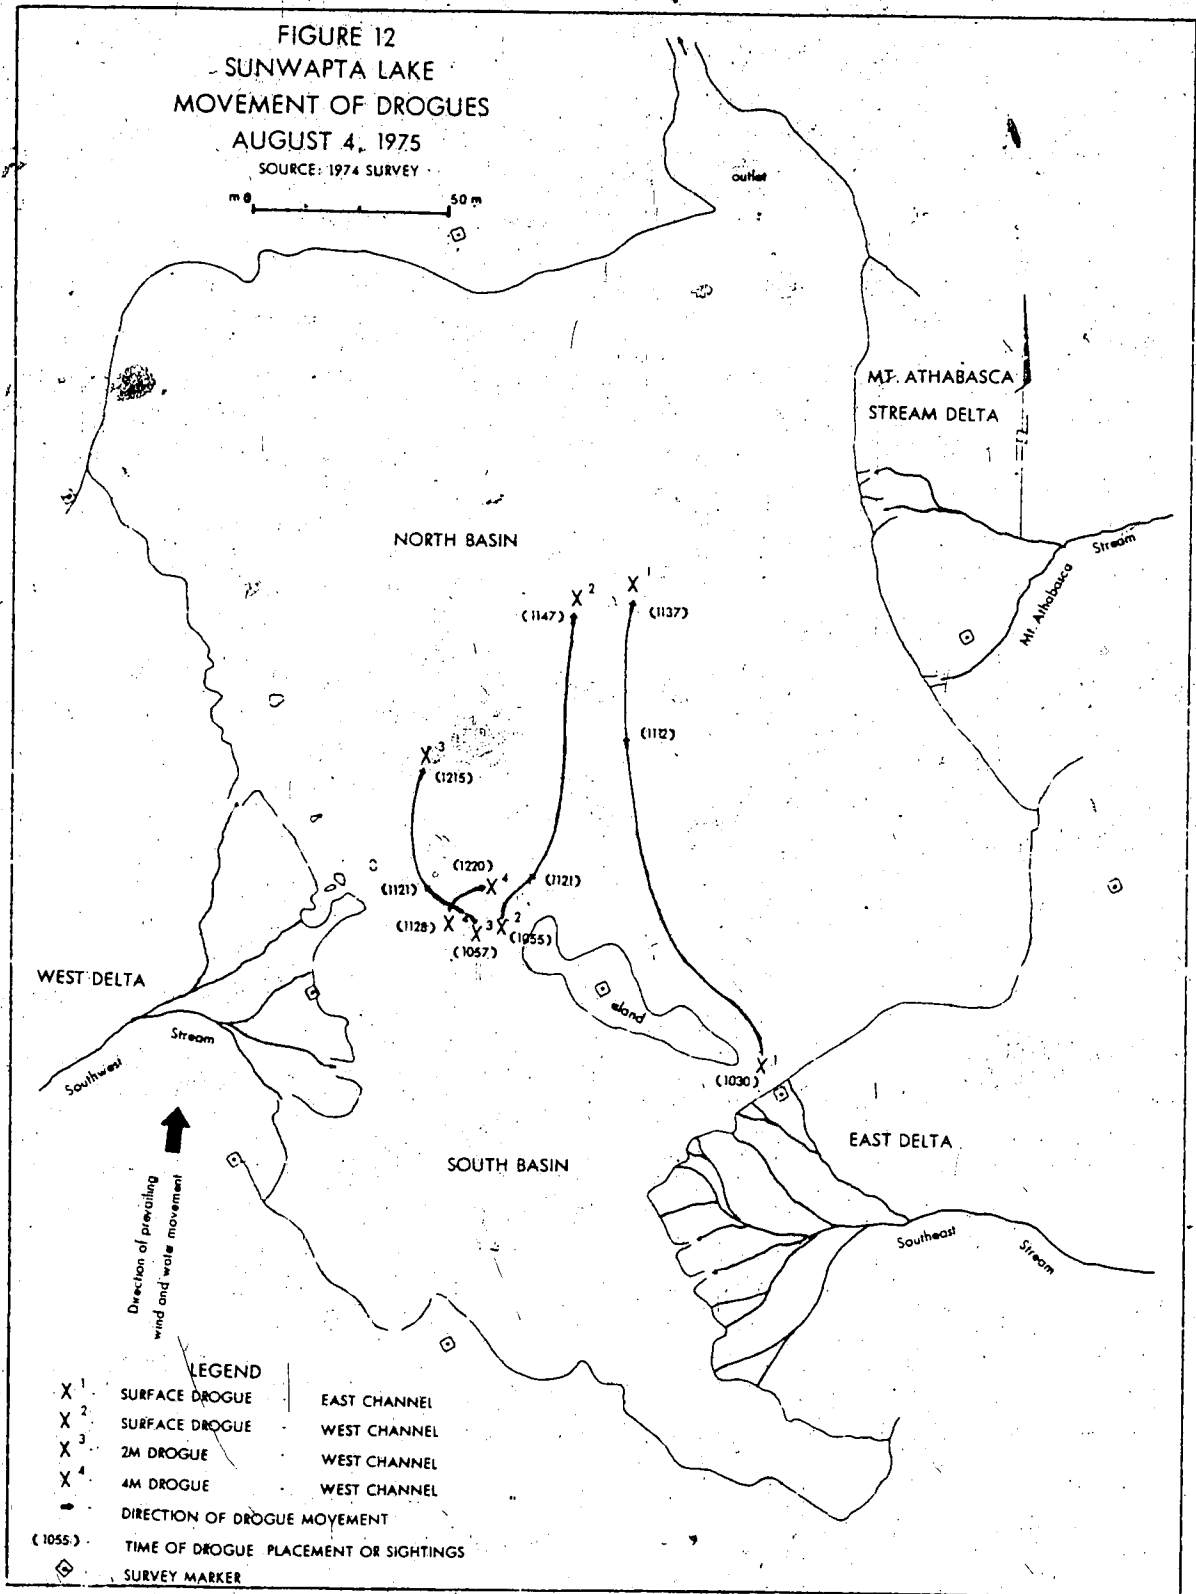 FIGURE 12
SUNWAPTA LAKE
MOVEMENT OF DROGUES
AUGUST 4, 1975
SOURCE: 1974 SURVEY
m 0 50 m
outlet
MT. ATHABASCA
STREAM DELTA
NORTH BASIN
Stream
Mt. Athabasca
X 2
X 1
(1147)
(1137)
(1112)
X 3
(1215)
(1220)
X 4
(1121)
(1121)
(1128) X 4
X 3
X 2
(1055)
(1057)
WEST DELTA
island
Stream
Southwest
X 1
(1030)
EAST DELTA
SOUTH BASIN
Southeast
Stream
Direction of prevailing
wind and water movement
LEGEND
X 1 SURFACE DROGUE EAST CHANNEL
X 2 SURFACE DROGUE WEST CHANNEL
X 3 2M DROGUE WEST CHANNEL
X 4 4M DROGUE WEST CHANNEL
DIRECTION OF DROGUE MOVEMENT
(1055) TIME OF DROGUE PLACEMENT OR SIGHTINGS
SURVEY MARKER